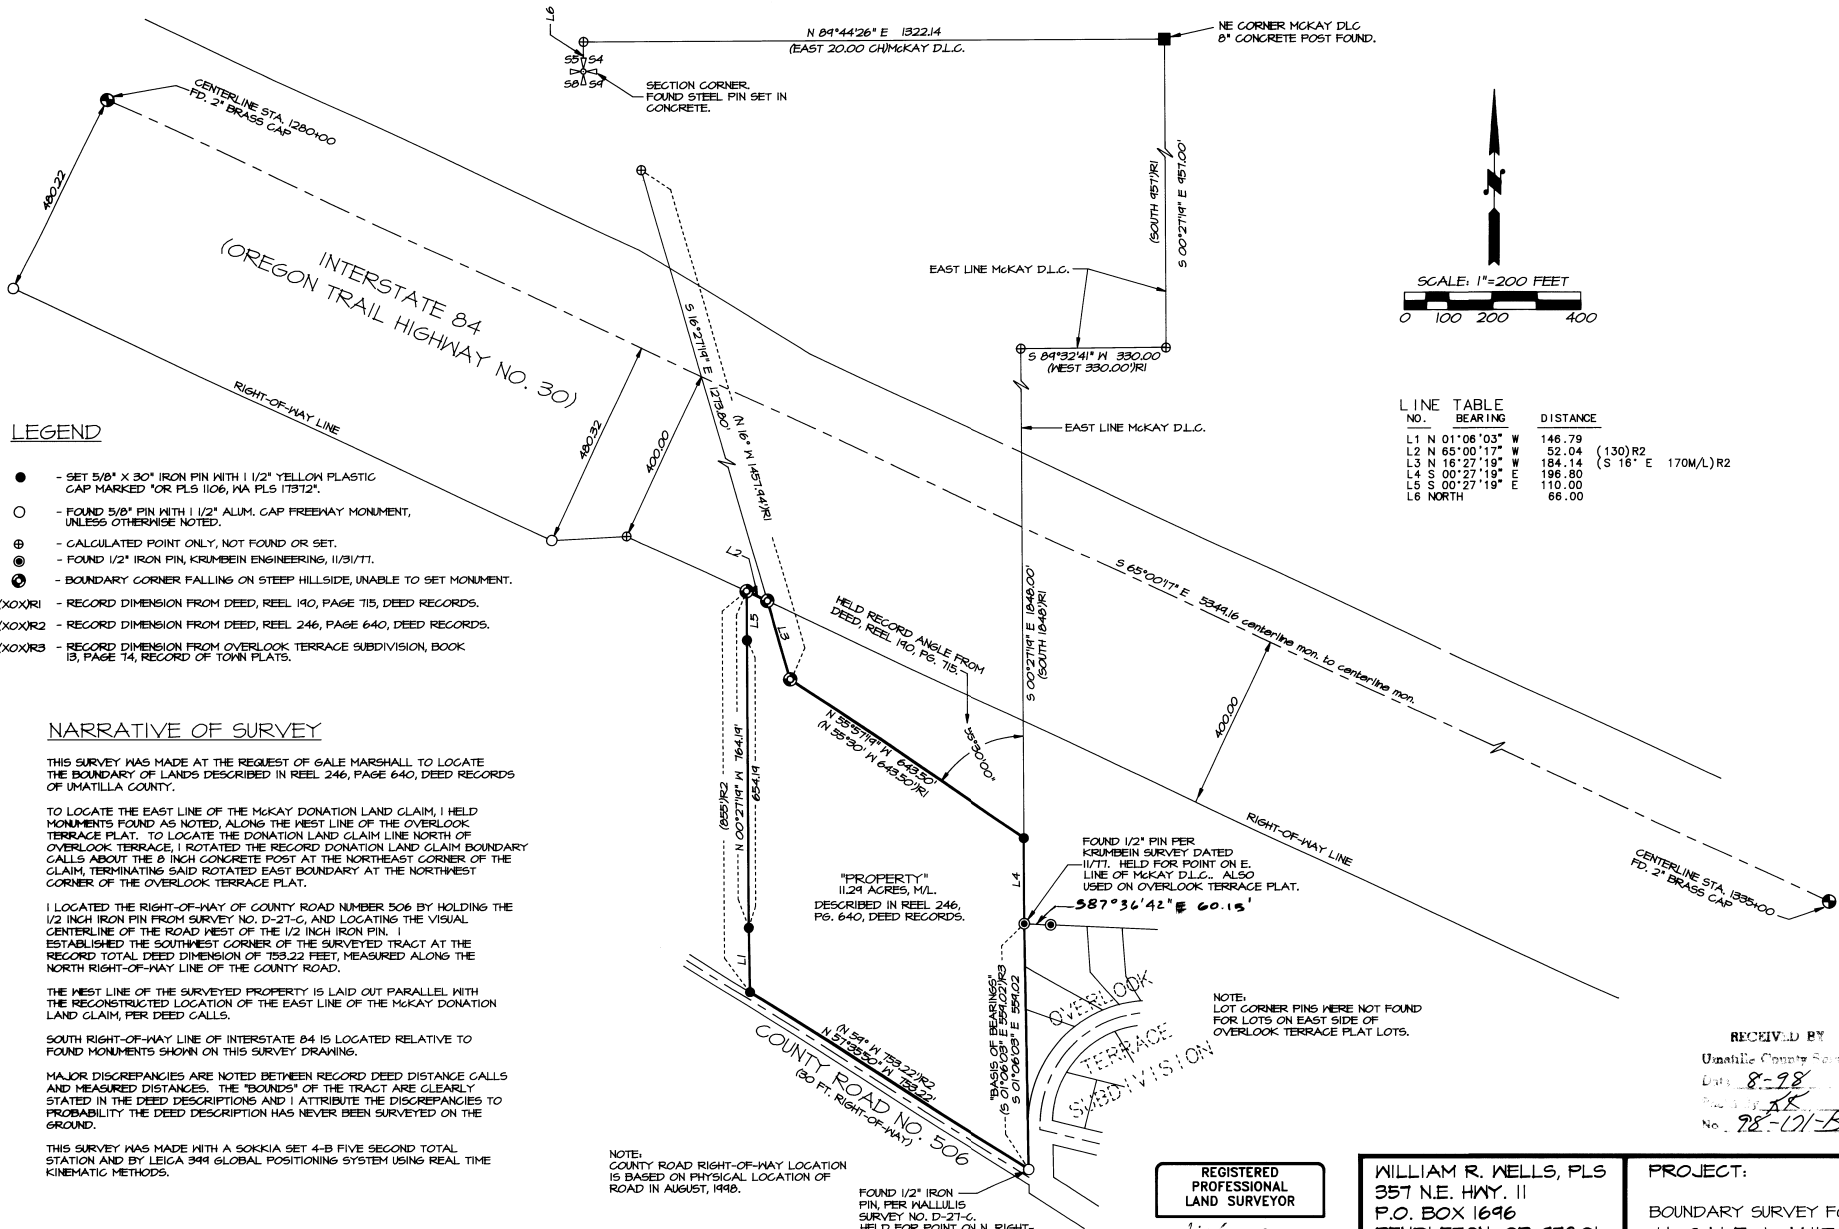 L6
N 89°44'26" E 1322.14
(EAST 20.00 CH)McKAY D.L.C.
NE CORNER MCKAY DLC
8" CONCRETE POST FOUND.
S5 S4
S8 S9
SECTION CORNER.
FOUND STEEL PIN SET IN
CONCRETE.
CENTERLINE STA. 1280+00
FD. 2" BRASS CAP
480.22
INTERSTATE 84
(OREGON TRAIL HIGHWAY NO. 30)
RIGHT-OF-WAY LINE
480.32
400.00
S 16°27'19" E 1273.80'
(N 16° W 1457.94')R1
(SOUTH 957')R1
S 00°27'19" E 957.00'
EAST LINE McKAY D.L.C.
S 89°32'41" W 330.00
(WEST 330.00')R1
EAST LINE McKAY D.L.C.
N
SCALE: 1"=200 FEET
0 100 200 400
LINE TABLE
NO. BEARING DISTANCE
L1 N 01°06'03" W 146.79
L2 N 65°00'17" W 52.04 (130)R2
L3 N 16°27'19" W 184.14 (S 16° E 170M/L)R2
L4 S 00°27'19" E 196.80
L5 S 00°27'19" E 110.00
L6 NORTH 66.00
LEGEND
- SET 5/8" X 30" IRON PIN WITH 1 1/2" YELLOW PLASTIC
CAP MARKED "OR PLS 1106, WA PLS 17372".
- FOUND 5/8" PIN WITH 1 1/2" ALUM. CAP FREEWAY MONUMENT,
UNLESS OTHERWISE NOTED.
- CALCULATED POINT ONLY, NOT FOUND OR SET.
- FOUND 1/2" IRON PIN, KRUMBEIN ENGINEERING, 11/31/77.
- BOUNDARY CORNER FALLING ON STEEP HILLSIDE, UNABLE TO SET MONUMENT.
(XOX)R1 - RECORD DIMENSION FROM DEED, REEL 190, PAGE 715, DEED RECORDS.
(XOX)R2 - RECORD DIMENSION FROM DEED, REEL 246, PAGE 640, DEED RECORDS.
(XOX)R3 - RECORD DIMENSION FROM OVERLOOK TERRACE SUBDIVISION, BOOK
13, PAGE 74, RECORD OF TOWN PLATS.
L2
L5
L3
HELD RECORD ANGLE FROM
DEED, REEL 190, PG. 715.
55°30'00"
S 00°27'19" E 1848.00'
(SOUTH 1848')R1
S 65°00'17" E 5349.16 centerline mon. to centerline mon.
400.00
RIGHT-OF-WAY LINE
CENTERLINE STA. 1335+00
FD. 2" BRASS CAP
N 55°57'19" W 643.50'
(N 55°30' W 643.50')R1
(855')R2
N 00°27'19" W 764.19'
654.19
L1
L4
"PROPERTY"
11.29 ACRES, M/L.
DESCRIBED IN REEL 246,
PG. 640, DEED RECORDS.
FOUND 1/2" PIN PER
KRUMBEIN SURVEY DATED
11/77. HELD FOR POINT ON E.
LINE OF McKAY D.L.C.. ALSO
USED ON OVERLOOK TERRACE PLAT.
S87°36'42" E 60.15'
NARRATIVE OF SURVEY
THIS SURVEY WAS MADE AT THE REQUEST OF GALE MARSHALL TO LOCATE
THE BOUNDARY OF LANDS DESCRIBED IN REEL 246, PAGE 640, DEED RECORDS
OF UMATILLA COUNTY.
TO LOCATE THE EAST LINE OF THE McKAY DONATION LAND CLAIM, I HELD
MONUMENTS FOUND AS NOTED, ALONG THE WEST LINE OF THE OVERLOOK
TERRACE PLAT. TO LOCATE THE DONATION LAND CLAIM LINE NORTH OF
OVERLOOK TERRACE, I ROTATED THE RECORD DONATION LAND CLAIM BOUNDARY
CALLS ABOUT THE 8 INCH CONCRETE POST AT THE NORTHEAST CORNER OF THE
CLAIM, TERMINATING SAID ROTATED EAST BOUNDARY AT THE NORTHWEST
CORNER OF THE OVERLOOK TERRACE PLAT.
I LOCATED THE RIGHT-OF-WAY OF COUNTY ROAD NUMBER 506 BY HOLDING THE
1/2 INCH IRON PIN FROM SURVEY NO. D-27-C, AND LOCATING THE VISUAL
CENTERLINE OF THE ROAD WEST OF THE 1/2 INCH IRON PIN. I
ESTABLISHED THE SOUTHWEST CORNER OF THE SURVEYED TRACT AT THE
RECORD TOTAL DEED DIMENSION OF 753.22 FEET, MEASURED ALONG THE
NORTH RIGHT-OF-WAY LINE OF THE COUNTY ROAD.
THE WEST LINE OF THE SURVEYED PROPERTY IS LAID OUT PARALLEL WITH
THE RECONSTRUCTED LOCATION OF THE EAST LINE OF THE McKAY DONATION
LAND CLAIM, PER DEED CALLS.
SOUTH RIGHT-OF-WAY LINE OF INTERSTATE 84 IS LOCATED RELATIVE TO
FOUND MONUMENTS SHOWN ON THIS SURVEY DRAWING.
MAJOR DISCREPANCIES ARE NOTED BETWEEN RECORD DEED DISTANCE CALLS
AND MEASURED DISTANCES. THE "BOUNDS" OF THE TRACT ARE CLEARLY
STATED IN THE DEED DESCRIPTIONS AND I ATTRIBUTE THE DISCREPANCIES TO
PROBABILITY THE DEED DESCRIPTION HAS NEVER BEEN SURVEYED ON THE
GROUND.
THIS SURVEY WAS MADE WITH A SOKKIA SET 4-B FIVE SECOND TOTAL
STATION AND BY LEICA 399 GLOBAL POSITIONING SYSTEM USING REAL TIME
KINEMATIC METHODS.
(N 59° W 753.22')R2
N 57°35'50" W 753.22'
COUNTY ROAD NO. 506
(30 FT. RIGHT-OF-WAY)
"BASIS OF BEARINGS"
(S 01°06'03" E 554.02')R3
S 01°06'03" E 554.02
OVERLOOK
TERRACE
SUBDIVISION
NOTE:
LOT CORNER PINS WERE NOT FOUND
FOR LOTS ON EAST SIDE OF
OVERLOOK TERRACE PLAT LOTS.
NOTE:
COUNTY ROAD RIGHT-OF-WAY LOCATION
IS BASED ON PHYSICAL LOCATION OF
ROAD IN AUGUST, 1998.
FOUND 1/2" IRON
PIN, PER WALLULIS
SURVEY NO. D-27-C.
HELD FOR POINT ON N. RIGHT-
RECEIVED BY
Umatilla County
8-98
No. 98-121-B
REGISTERED
PROFESSIONAL
LAND SURVEYOR
WILLIAM R. WELLS, PLS
357 N.E. HWY. 11
P.O. BOX 1696
PROJECT:
BOUNDARY SURVEY